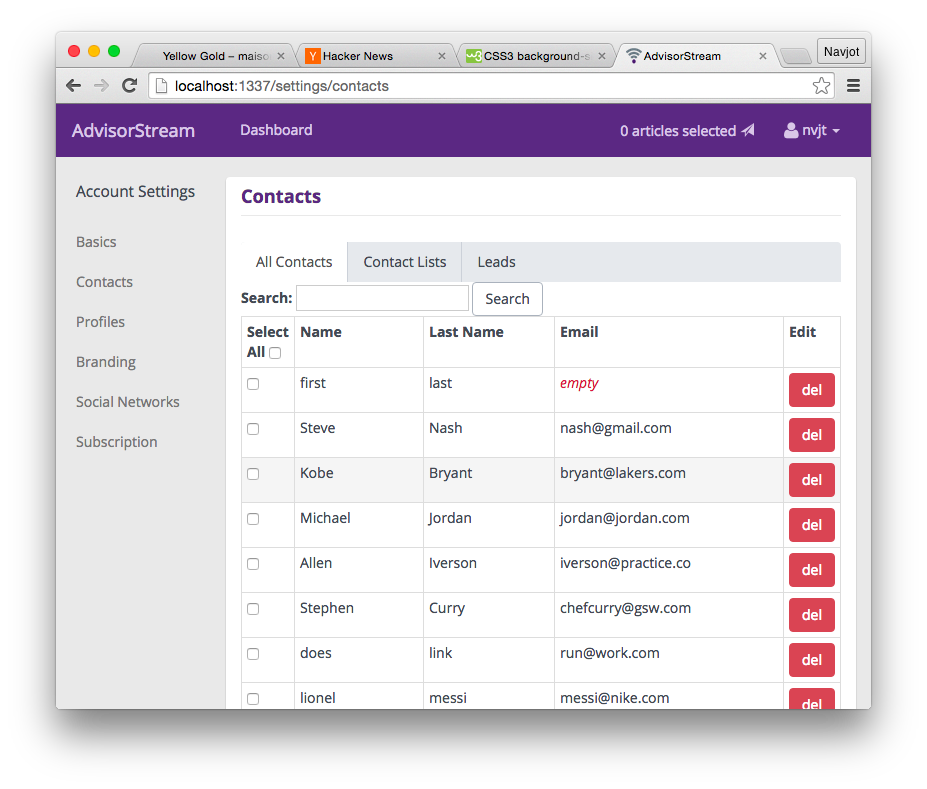 Yellow Gold – maiso
Hacker News
CSS3 background-s
AdvisorStream
Navjot
localhost:1337/settings/contacts
AdvisorStream
Dashboard
0 articles selected
nvjt
Account Settings
Basics
Contacts
Profiles
Branding
Social Networks
Subscription
Contacts
All Contacts
Contact Lists
Leads
Search:
Search
Select All Name Last Name Email Edit
first last empty del
Steve Nash nash@gmail.com del
Kobe Bryant bryant@lakers.com del
Michael Jordan jordan@jordan.com del
Allen Iverson iverson@practice.co del
Stephen Curry chefcurry@gsw.com del
does link run@work.com del
lionel messi messi@nike.com del